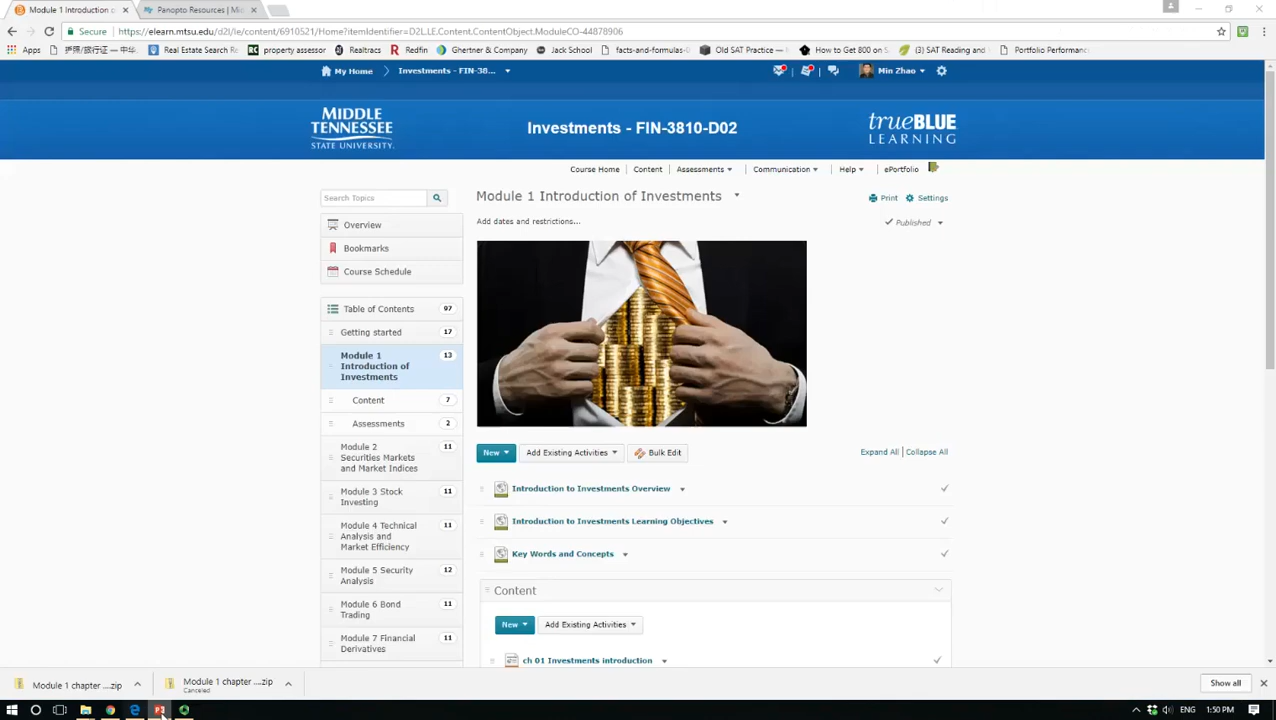 Module 1 Introduction o
Panopto Resources | Mi
Secure
https://elearn.mtsu.edu/d2l/le/content/6910521/Home?itemIdentifier=D2L.LE.Content.ContentObject.ModuleCO-44878906
Apps
Real Estate Search R
property assessor
Realtracs
Redfin
Ghertner & Company
Jack School
facts-and-formulas-
Old SAT Practice —
How to Get 800 on S
(3) SAT Reading and
Portfolio Performanc
My Home
Investments - FIN-38...
Min Zhao
MIDDLE
TENNESSEE
STATE UNIVERSITY.
Investments - FIN-3810-D02
trueBLUE
LEARNING
Course Home
Content
Assessments
Communication
Help
ePortfolio
Search Topics
Module 1 Introduction of Investments
Print
Settings
Add dates and restrictions...
Published
Overview
Bookmarks
Course Schedule
Table of Contents 97
Getting started 17
Module 1 13
Introduction of
Investments
Content 7
Assessments 2
Module 2 11
Securities Markets
and Market Indices
Module 3 Stock 11
Investing
Module 4 Technical 11
Analysis and
Market Efficiency
Module 5 Security 12
Analysis
Module 6 Bond 11
Trading
Module 7 Financial 11
Derivatives
New
Add Existing Activities
Bulk Edit
Expand All | Collapse All
Introduction to Investments Overview
Introduction to Investments Learning Objectives
Key Words and Concepts
Content
New
Add Existing Activities
ch 01 Investments introduction
Module 1 chapter ....zip
Module 1 chapter ....zip
Canceled
Show all
ENG
1:50 PM